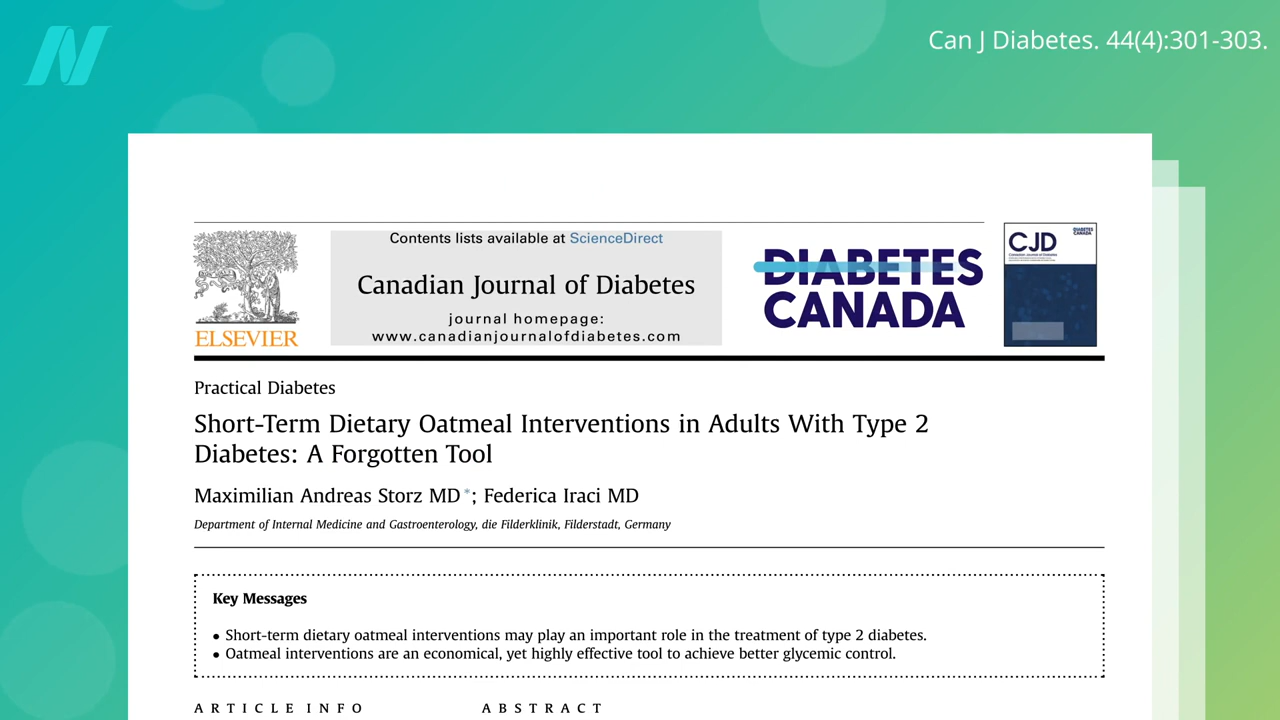 Can J Diabetes. 44(4):301-303.
Contents lists available at ScienceDirect
Canadian Journal of Diabetes
journal homepage:
www.canadianjournalofdiabetes.com
ELSEVIER
DIABETES
CANADA
CJD
DIABETES
CANADA
Practical Diabetes
Short-Term Dietary Oatmeal Interventions in Adults With Type 2
Diabetes: A Forgotten Tool
Maximilian Andreas Storz MD *; Federica Iraci MD
Department of Internal Medicine and Gastroenterology, die Filderklinik, Filderstadt, Germany
Key Messages
• Short-term dietary oatmeal interventions may play an important role in the treatment of type 2 diabetes.
• Oatmeal interventions are an economical, yet highly effective tool to achieve better glycemic control.
ARTICLE INFO
ABSTRACT